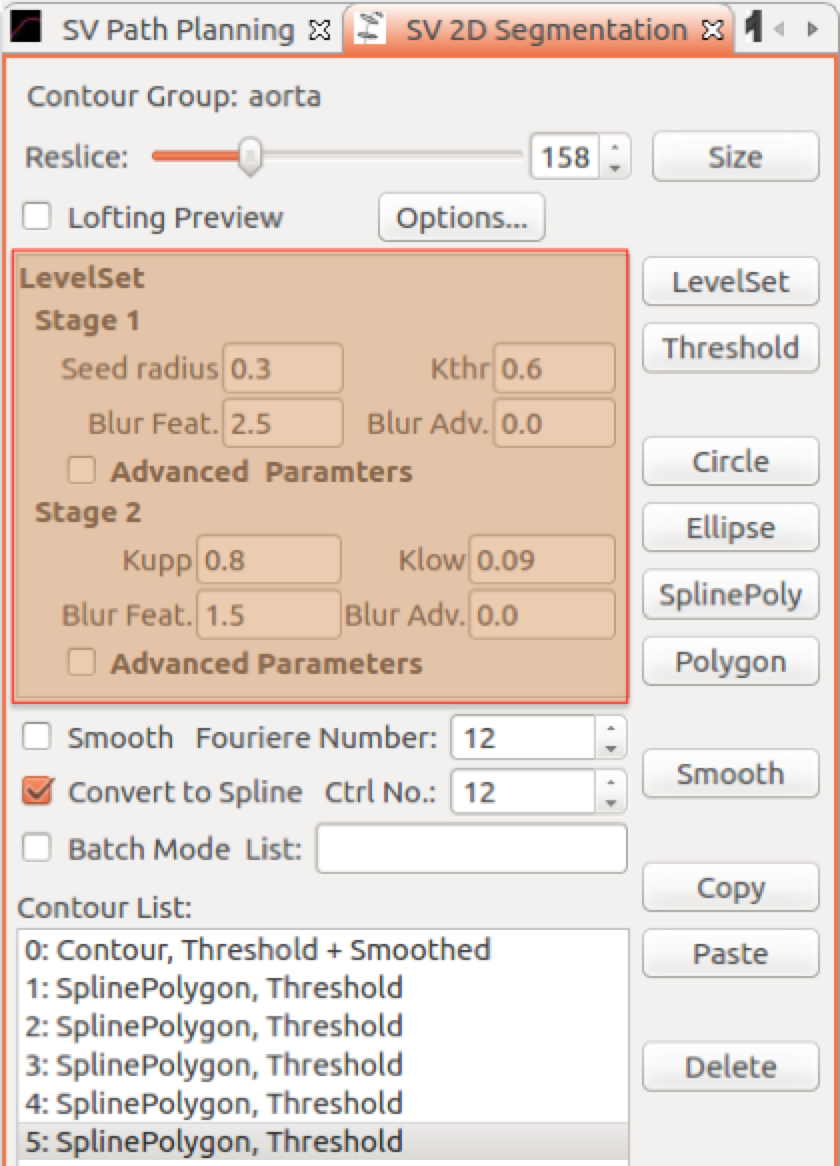 SV Path Planning SV 2D Segmentation
Contour Group: aorta
Reslice: 158 Size
Lofting Preview Options...
LevelSet
Stage 1
Seed radius 0.3 Kthr 0.6
Blur Feat. 2.5 Blur Adv. 0.0
Advanced Paramters
Stage 2
Kupp 0.8 Klow 0.09
Blur Feat. 1.5 Blur Adv. 0.0
Advanced Parameters
LevelSet
Threshold
Circle
Ellipse
SplinePoly
Polygon
Smooth Fouriere Number: 12
Convert to Spline Ctrl No.: 12
Batch Mode List:
Smooth
Copy
Paste
Delete
Contour List:
0: Contour, Threshold + Smoothed
1: SplinePolygon, Threshold
2: SplinePolygon, Threshold
3: SplinePolygon, Threshold
4: SplinePolygon, Threshold
5: SplinePolygon, Threshold